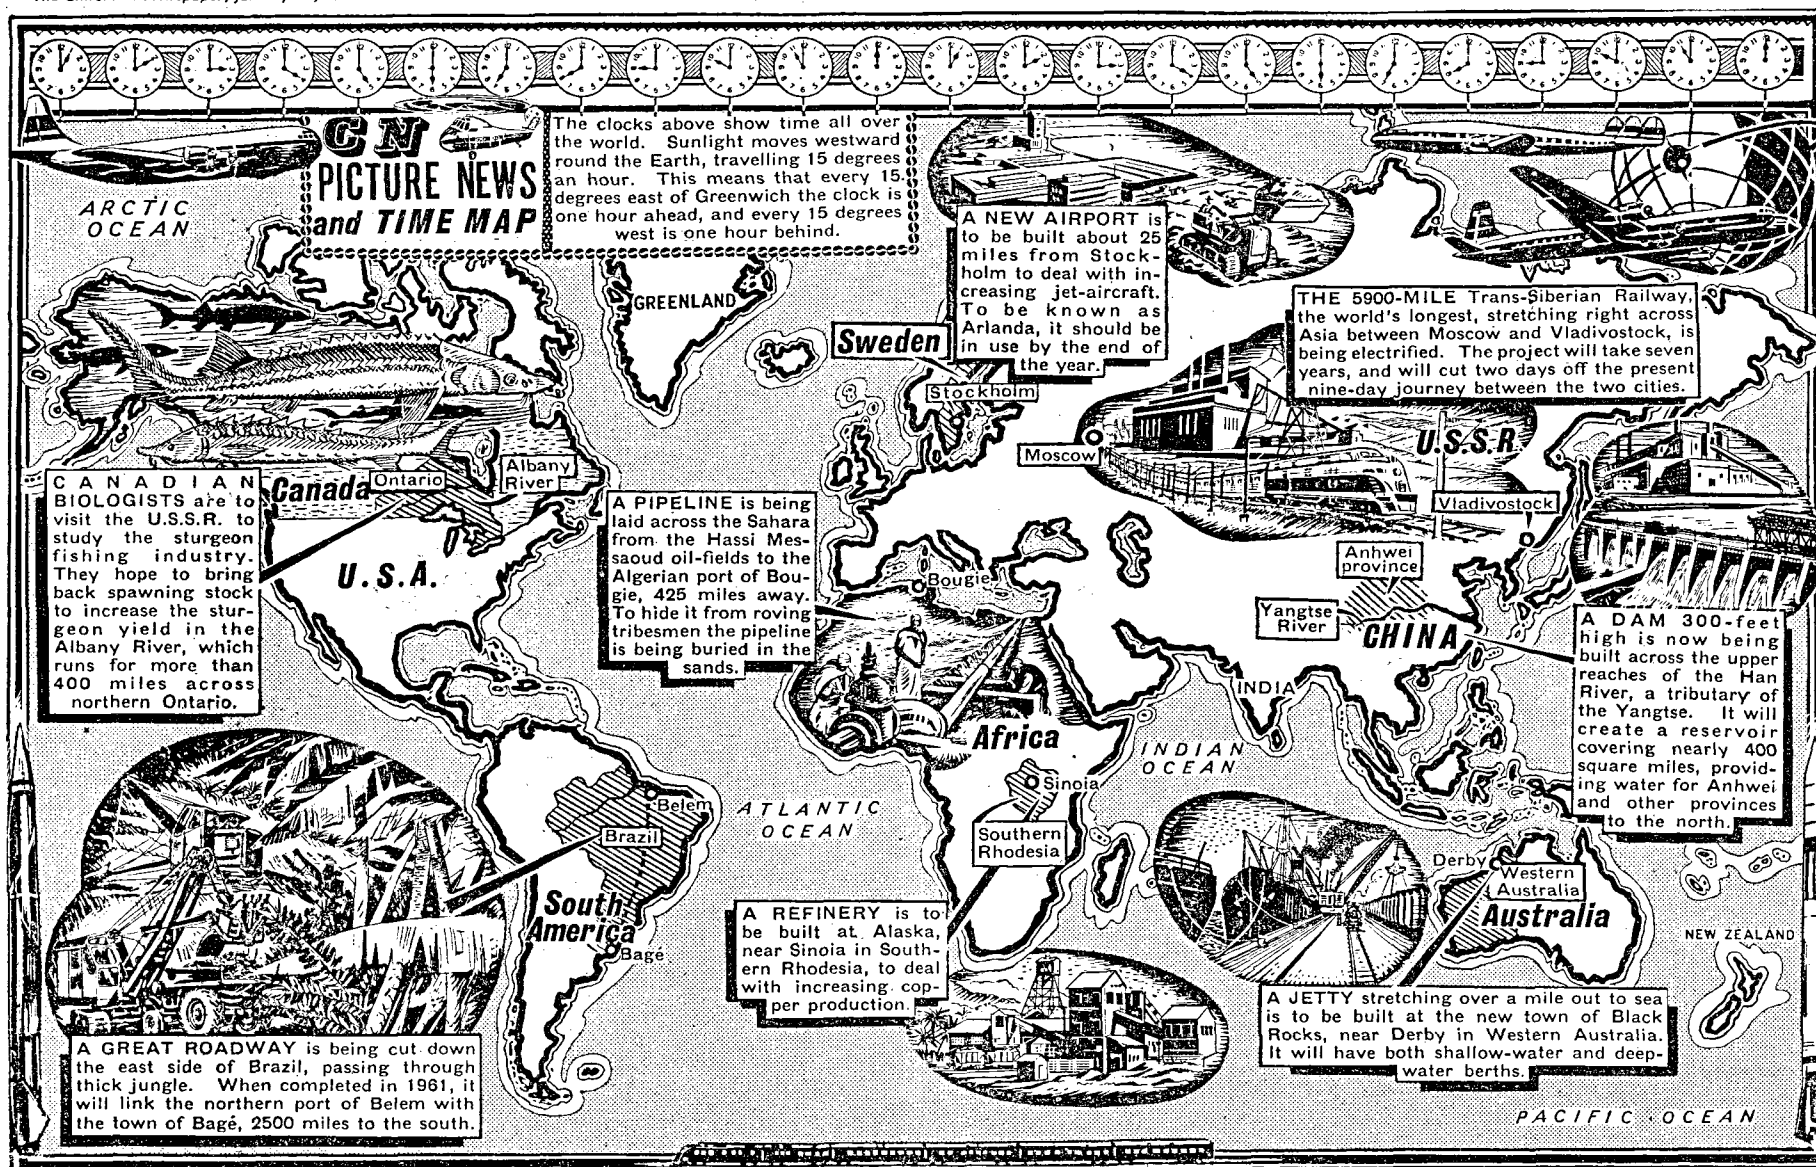 CN
PICTURE NEWS
and TIME MAP
The clocks above show time all over
the world. Sunlight moves westward
round the Earth, travelling 15 degrees
an hour. This means that every 15
degrees east of Greenwich the clock is
one hour ahead, and every 15 degrees
west is one hour behind.
ARCTIC
OCEAN
GREENLAND
A NEW AIRPORT is
to be built about 25
miles from Stock-
holm to deal with in-
creasing jet-aircraft.
To be known as
Arlanda, it should be
in use by the end of
the year.
Sweden
Stockholm
THE 5900-MILE Trans-Siberian Railway,
the world's longest, stretching right across
Asia between Moscow and Vladivostock, is
being electrified. The project will take seven
years, and will cut two days off the present
nine-day journey between the two cities.
Moscow
U.S.S.R.
Vladivostock
CANADIAN
BIOLOGISTS are to
visit the U.S.S.R. to
study the sturgeon
fishing industry.
They hope to bring
back spawning stock
to increase the stur-
geon yield in the
Albany River, which
runs for more than
400 miles across
northern Ontario.
Canada
Ontario
Albany
River
U.S.A.
A PIPELINE is being
laid across the Sahara
from the Hassi Mes-
saoud oil-fields to the
Algerian port of Bou-
gie, 425 miles away.
To hide it from roving
tribesmen the pipeline
is being buried in the
sands.
Bougie
Anhwei
province
Yangtse
River
CHINA
INDIA
A DAM 300-feet
high is now being
built across the upper
reaches of the Han
River, a tributary of
the Yangtse. It will
create a reservoir
covering nearly 400
square miles, provid-
ing water for Anhwei
and other provinces
to the north.
Africa
INDIAN
OCEAN
Sinoia
Southern
Rhodesia
ATLANTIC
OCEAN
Belem
Brazil
South
America
Bagé
A REFINERY is to
be built at Alaska,
near Sinoia in South-
ern Rhodesia, to deal
with increasing cop-
per production.
Derby
Western
Australia
Australia
NEW ZEALAND
A JETTY stretching over a mile out to sea
is to be built at the new town of Black
Rocks, near Derby in Western Australia.
It will have both shallow-water and deep-
water berths.
A GREAT ROADWAY is being cut down
the east side of Brazil, passing through
thick jungle. When completed in 1961, it
will link the northern port of Belem with
the town of Bagé, 2500 miles to the south.
PACIFIC OCEAN